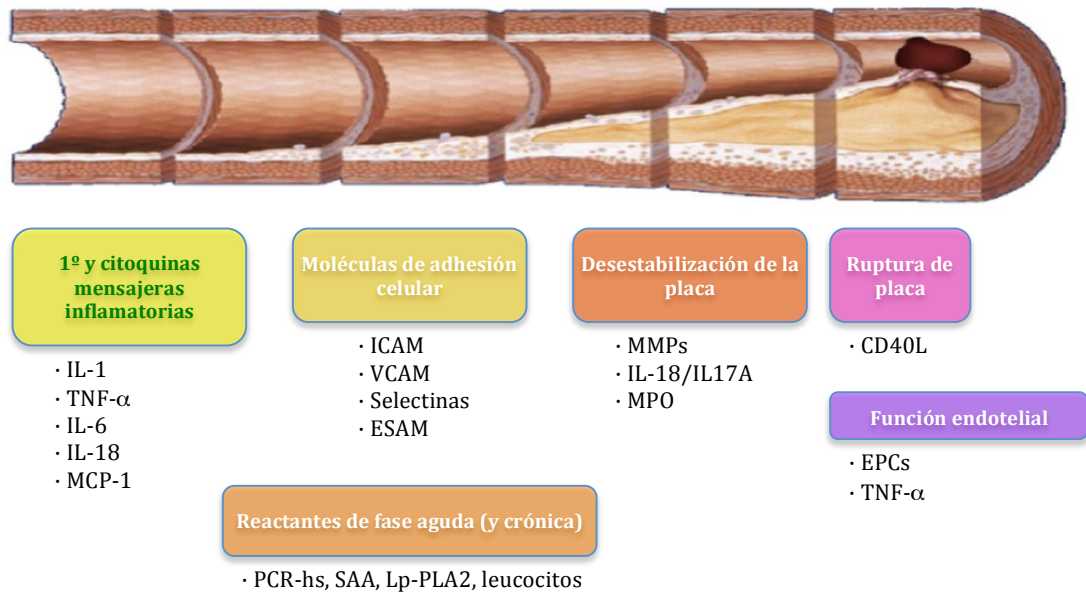 1º y citoquinas
mensajeras
inflamatorias
· IL-1
· TNF-α
· IL-6
· IL-18
· MCP-1
Moléculas de adhesión
celular
· ICAM
· VCAM
· Selectinas
· ESAM
Desestabilización de la
placa
· MMPs
· IL-18/IL17A
· MPO
Ruptura de
placa
· CD40L
Función endotelial
· EPCs
· TNF-α
Reactantes de fase aguda (y crónica)
· PCR-hs, SAA, Lp-PLA2, leucocitos